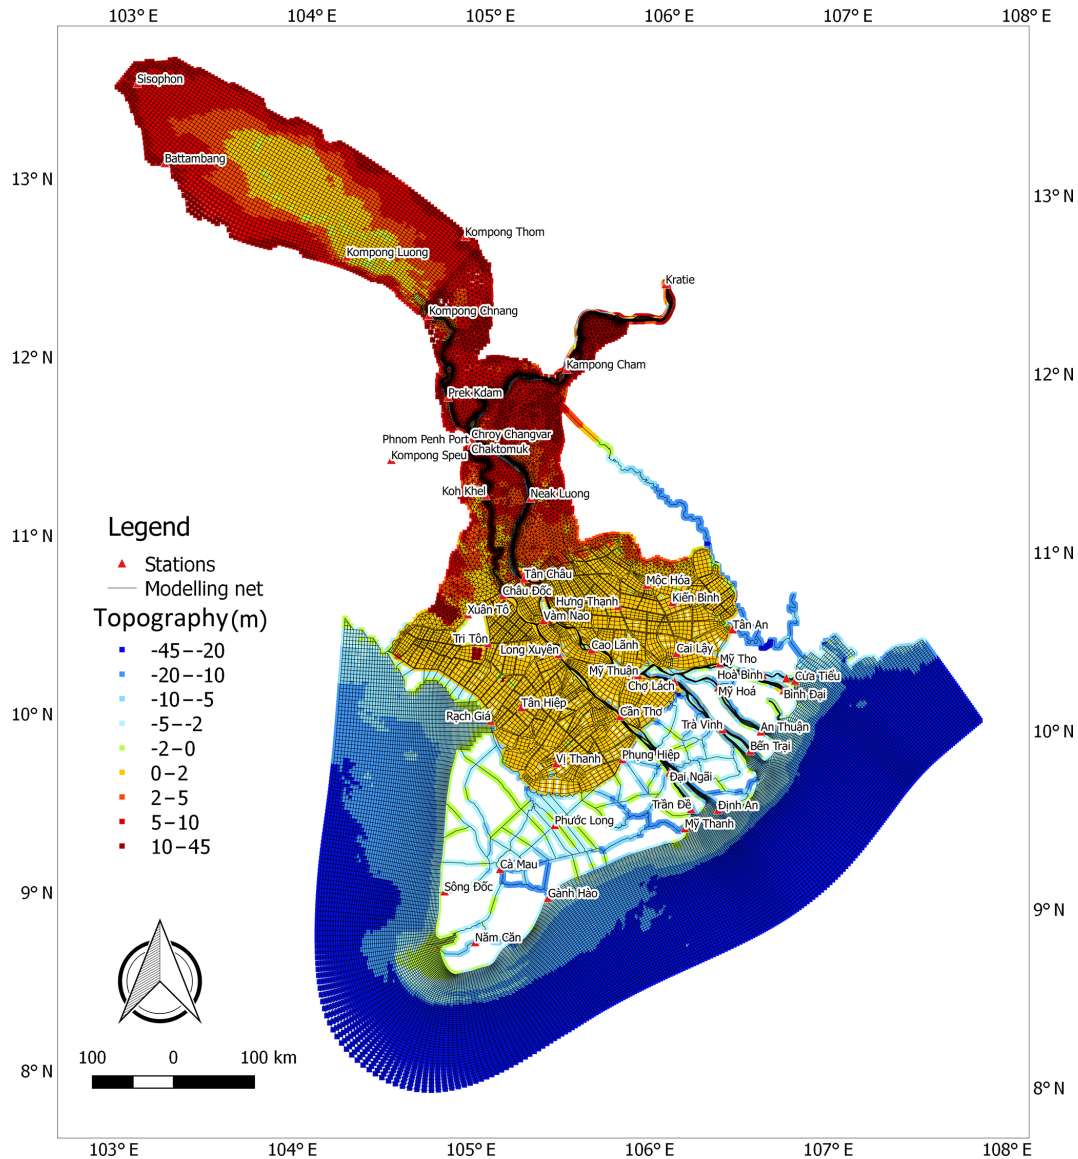 103° E 104° E 105° E 106° E 107° E 108° E
Sisophon
Battambang
13° N
13° N
Kompong Thom
Kompong Luong
Kratie
Kompong Chnang
12° N
12° N
Kampong Cham
Prek Kdam
Chroy Changvar
Phnom Penh Port
Chaktomuk
Kompong Speu
Koh Khel
Neak Luong
11° N
11° N
Legend
Stations
Modelling net
Topography (m)
-45--20
-20--10
-10--5
-5--2
-2-0
0-2
2-5
5-10
10-45
Tân Châu
Mộc Hóa
Châu Đốc
Hưng Thạnh
Kiến Bình
Xuân Tô
Vàm Nao
Tân An
Tri Tôn
Long Xuyên
Cao Lãnh
Cai Lậy
Mỹ Tho
Mỹ Thuận
Hoà Bình
Cửa Tiểu
Chợ Lách
Mỹ Hoá
Bình Đại
Tân Hiệp
Rạch Giá
Cần Thơ
Trà Vinh
An Thuận
10° N
10° N
Bến Trại
Vị Thanh
Phụng Hiệp
Đại Ngãi
Trần Đề
Định An
Phước Long
Mỹ Thanh
Cà Mau
Sông Đốc
Gành Hào
9° N
9° N
Năm Căn
100 0 100 km
8° N
8° N
103° E 104° E 105° E 106° E 107° E 108° E